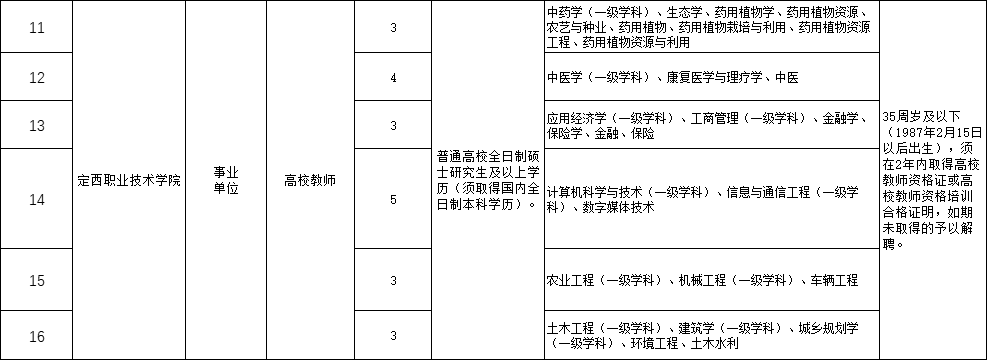 11
定西职业技术学院
事业
单位
高校教师
3
普通高校全日制硕
士研究生及以上学
历（须取得国内全
日制本科学历）。
中药学（一级学科）、生态学、药用植物学、药用植物资源、
农艺与种业、药用植物、药用植物栽培与利用、药用植物资源
工程、药用植物资源与利用
35周岁及以下
（1987年2月15日
以后出生），须
在2年内取得高校
教师资格证或高
校教师资格培训
合格证明，如期
未取得的予以解
聘。
12
4
中医学（一级学科）、康复医学与理疗学、中医
13
3
应用经济学（一级学科）、工商管理（一级学科）、金融学、
保险学、金融、保险
14
5
计算机科学与技术（一级学科）、信息与通信工程（一级学
科）、数字媒体技术
15
3
农业工程（一级学科）、机械工程（一级学科）、车辆工程
16
3
土木工程（一级学科）、建筑学（一级学科）、城乡规划学
（一级学科）、环境工程、土木水利